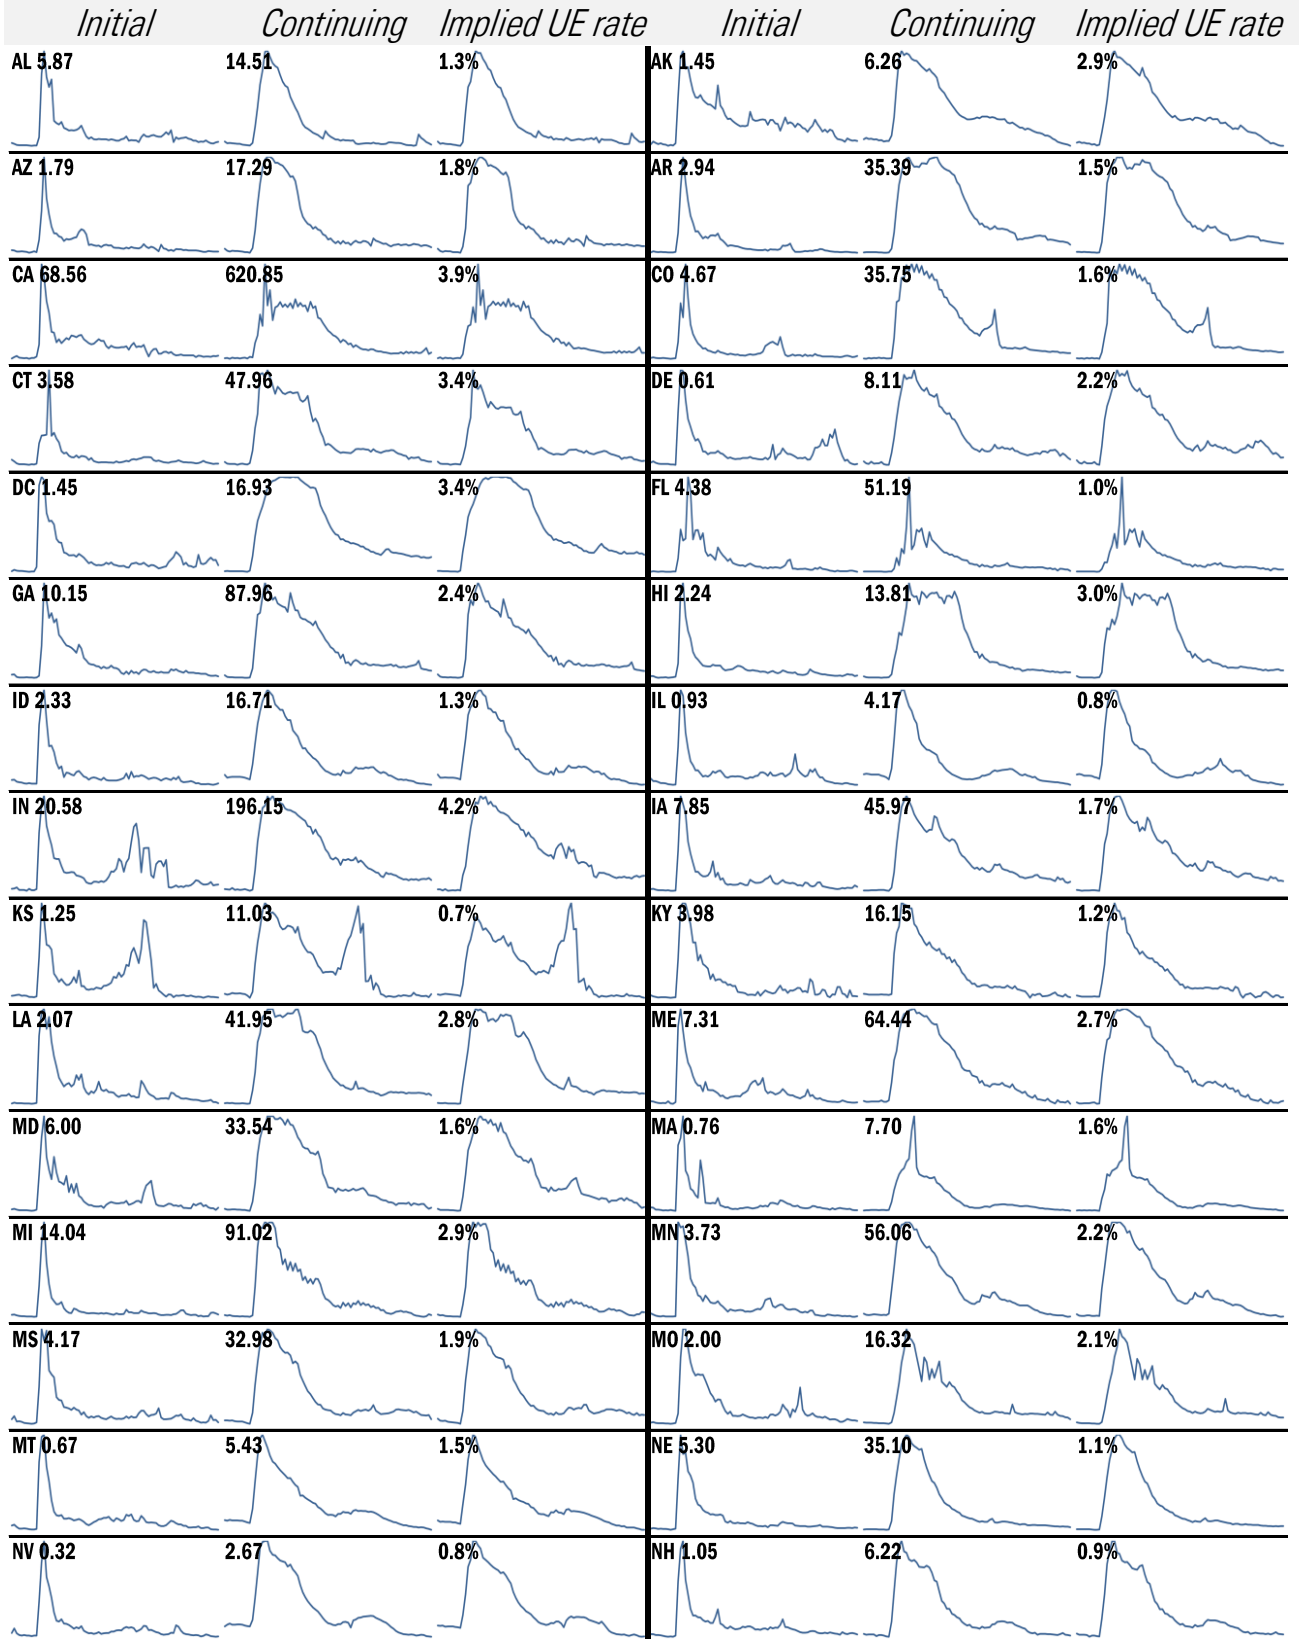 Initial Continuing Implied UE rate Initial Continuing Implied UE rate
AL 5.87 14.51 1.3% AK 1.45 6.26 2.9%
AZ 1.79 17.29 1.8% AR 2.94 35.39 1.5%
CA 68.56 620.85 3.9% CO 4.67 35.75 1.6%
CT 3.58 47.96 3.4% DE 0.61 8.11 2.2%
DC 1.45 16.93 3.4% FL 4.38 51.19 1.0%
GA 10.15 87.96 2.4% HI 2.24 13.81 3.0%
ID 2.33 16.71 1.3% IL 0.93 4.17 0.8%
IN 20.58 196.15 4.2% IA 7.85 45.97 1.7%
KS 1.25 11.03 0.7% KY 3.98 16.15 1.2%
LA 2.07 41.95 2.8% ME 7.31 64.44 2.7%
MD 6.00 33.54 1.6% MA 0.76 7.70 1.6%
MI 14.04 91.02 2.9% MN 3.73 56.06 2.2%
MS 4.17 32.98 1.9% MO 2.00 16.32 2.1%
MT 0.67 5.43 1.5% NE 5.30 35.10 1.1%
NV 0.32 2.67 0.8% NH 1.05 6.22 0.9%